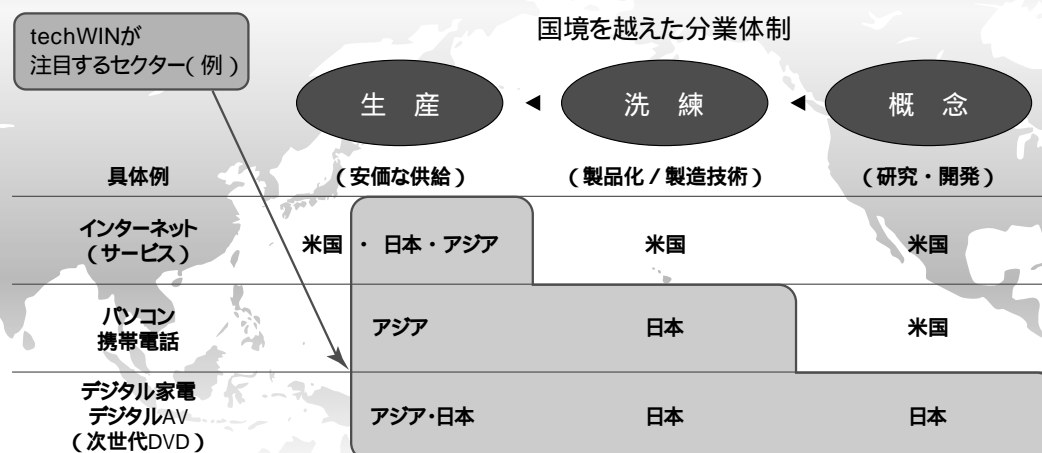 techWINが
注目するセクター(例)
国境を越えた分業体制
生 産 ◀ 洗 練 ◀ 概 念
具体例 (安価な供給) (製品化/製造技術) (研究・開発)
インターネット
(サービス)
米国 ・ 日本・アジア 米国 米国
パソコン
携帯電話
アジア 日本 米国
デジタル家電
デジタルAV
(次世代DVD)
アジア・日本 日本 日本